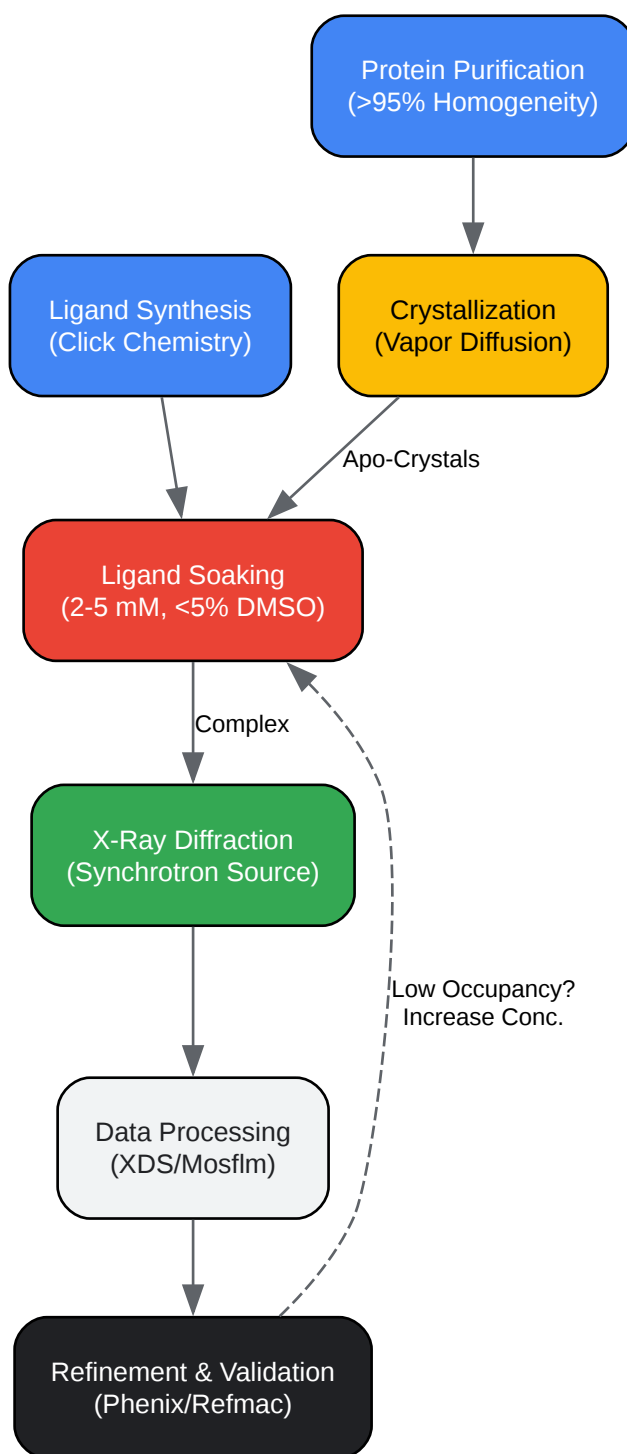 Protein Purification
(>95% Homogeneity)
Ligand Synthesis
(Click Chemistry)
Crystallization
(Vapor Diffusion)
Apo-Crystals
Ligand Soaking
(2-5 mM, <5% DMSO)
Complex
X-Ray Diffraction
(Synchrotron Source)
Low Occupancy?
Increase Conc.
Data Processing
(XDS/Mosflm)
Refinement & Validation
(Phenix/Refmac)